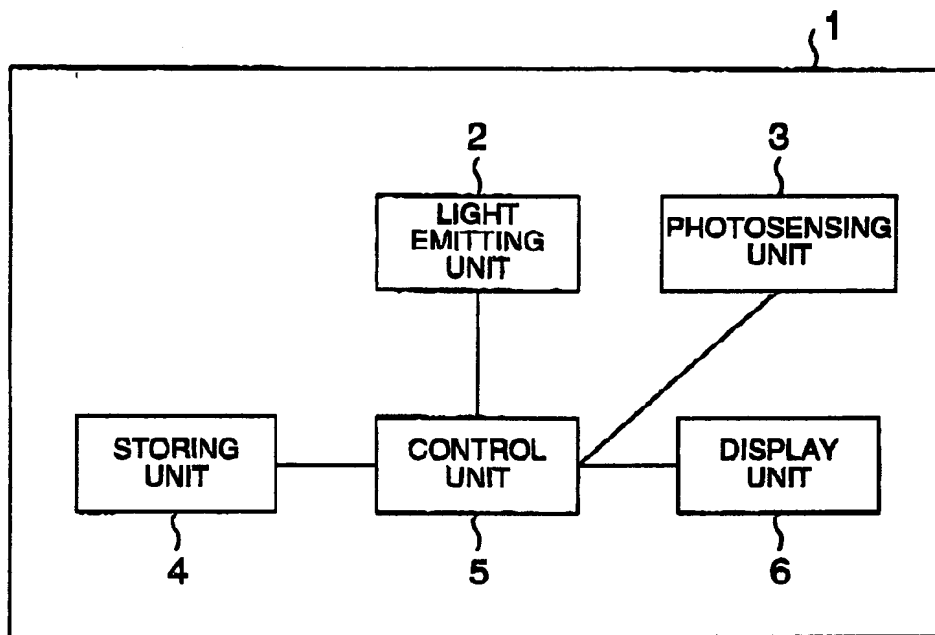 1
2
3
LIGHT
EMITTING
UNIT
PHOTOSENSING
UNIT
STORING
UNIT
CONTROL
UNIT
DISPLAY
UNIT
4
5
6